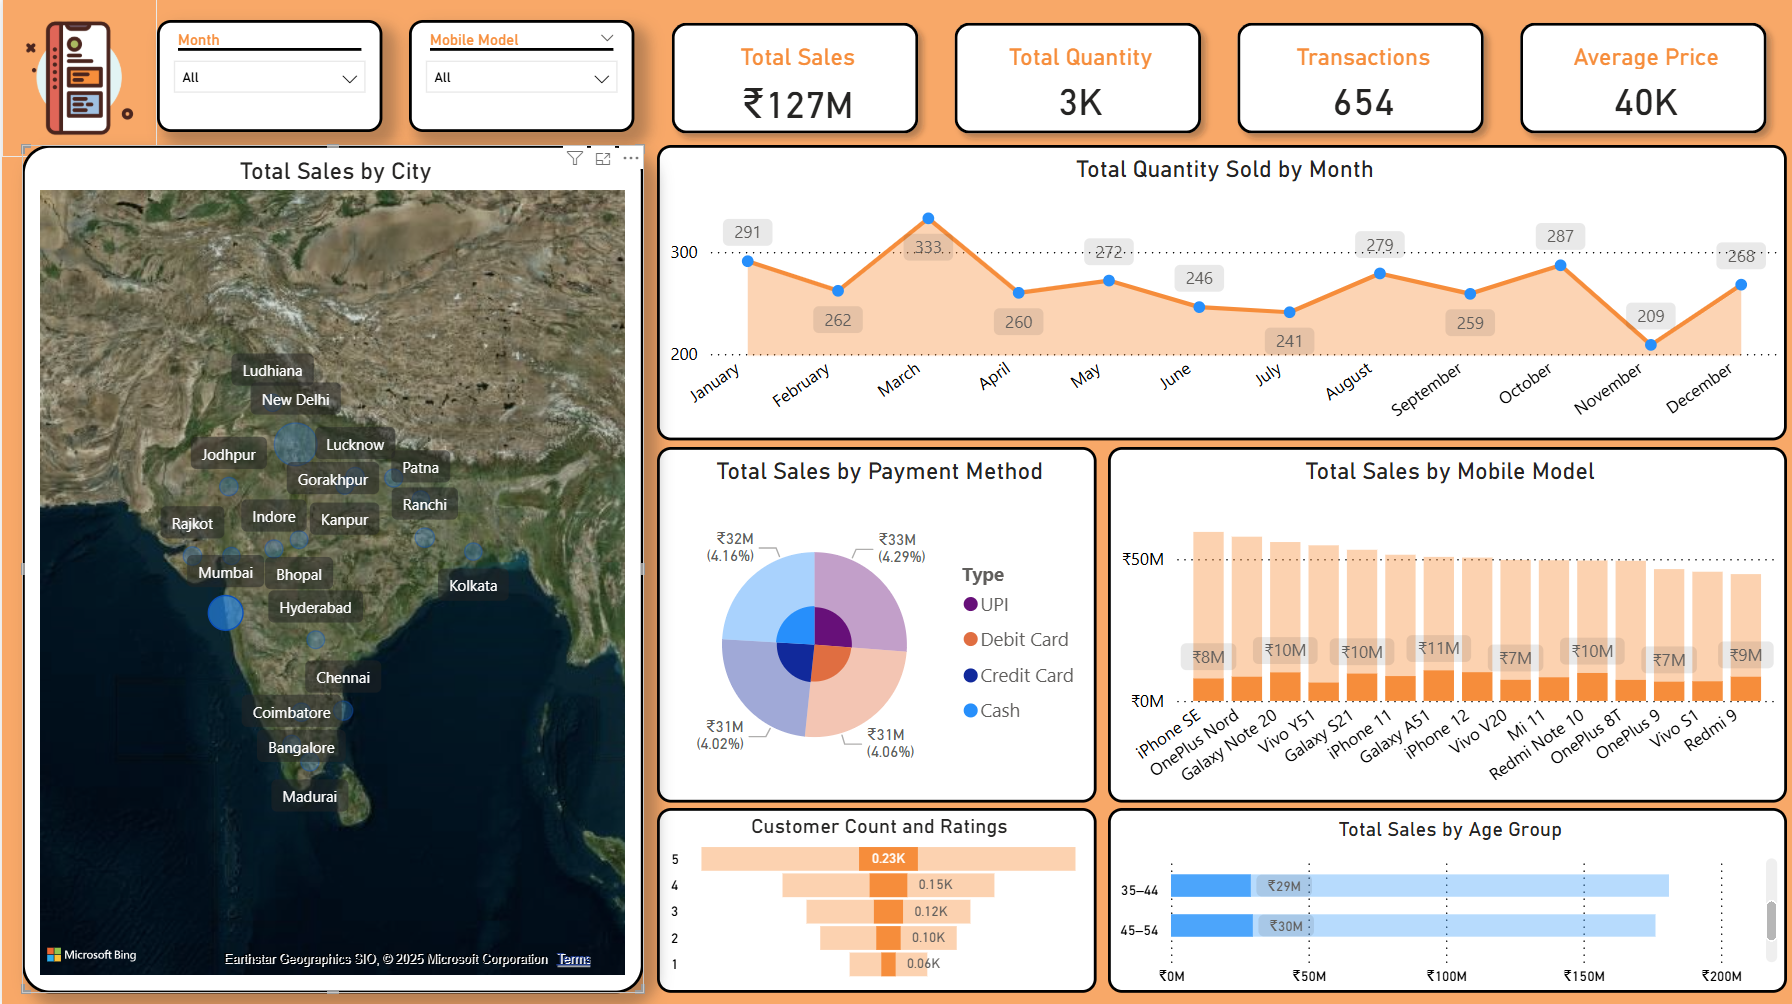 Month
All
Mobile Model
All
Total Sales
₹127M
Total Quantity
3K
Transactions
654
Average Price
40K
Total Sales by City
Ludhiana
New Delhi
Lucknow
Jodhpur
Patna
Gorakhpur
Ranchi
Indore
Kanpur
Rajkot
Mumbai
Bhopal
Kolkata
Hyderabad
Chennai
Coimbatore
Bangalore
Madurai
Microsoft Bing
Earthstar Geographics SIO, © 2025 Microsoft Corporation Terms
Total Quantity Sold by Month
300
200
291
262
333
260
272
246
241
279
259
287
209
268
January
February
March
April
May
June
July
August
September
October
November
December
Total Sales by Payment Method
₹32M
(4.16%)
₹33M
(4.29%)
₹31M
(4.02%)
₹31M
(4.06%)
Type
UPI
Debit Card
Credit Card
Cash
Total Sales by Mobile Model
₹50M
₹0M
₹8M
₹10M
₹10M
₹11M
₹7M
₹10M
₹7M
₹9M
iPhone SE
OnePlus Nord
Galaxy Note 20
Vivo Y51
Galaxy S21
iPhone 11
Galaxy A51
iPhone 12
Vivo V20
Mi 11
Redmi Note 10
OnePlus 8T
OnePlus 9
Vivo S1
Redmi 9
Customer Count and Ratings
5
0.23K
4
0.15K
3
0.12K
2
0.10K
1
0.06K
Total Sales by Age Group
35–44
₹29M
45–54
₹30M
₹0M
₹50M
₹100M
₹150M
₹200M